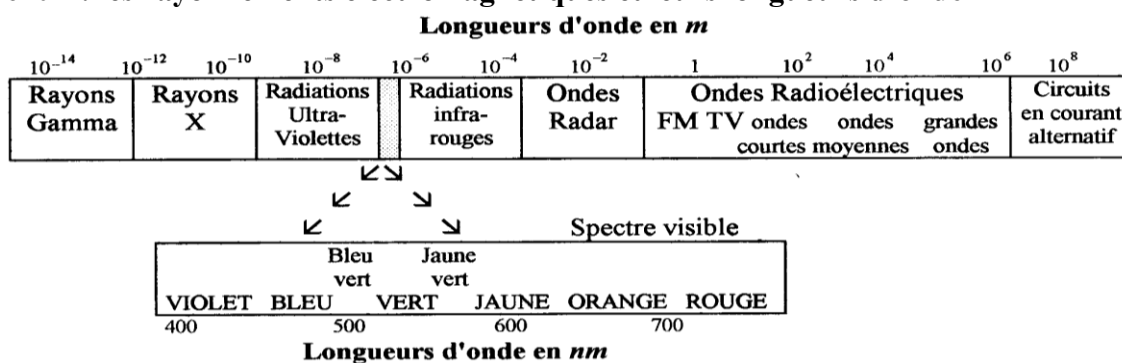 Longueurs d'onde en m
10⁻¹⁴ 10⁻¹² 10⁻¹⁰ 10⁻⁸ 10⁻⁶ 10⁻⁴ 10⁻² 1 10² 10⁴ 10⁶ 10⁸
Rayons Gamma
Rayons X
Radiations Ultra-Violettes
Radiations infra-rouges
Ondes Radar
Ondes Radioélectriques
FM TV ondes courtes ondes moyennes grandes ondes
Circuits en courant alternatif
Spectre visible
Bleu vert
Jaune vert
VIOLET BLEU VERT JAUNE ORANGE ROUGE
400 500 600 700
Longueurs d'onde en nm